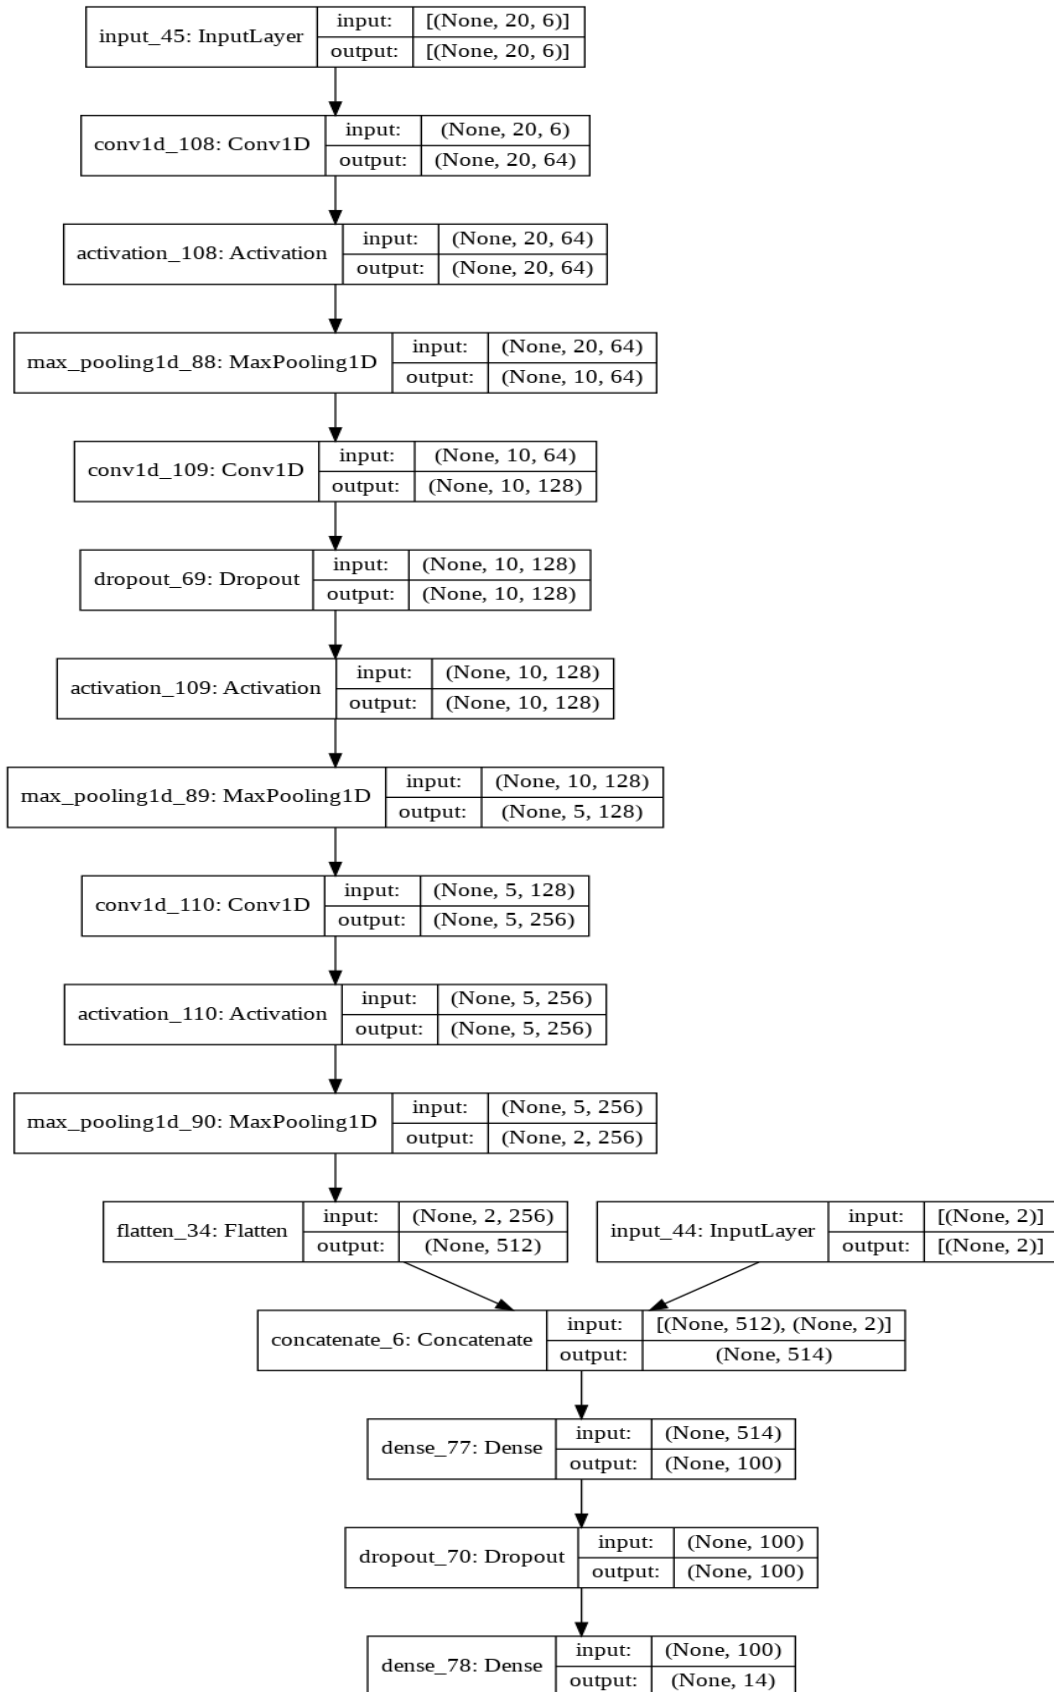 input_45: InputLayer
input: [(None, 20, 6)]
output: [(None, 20, 6)]
conv1d_108: Conv1D
input: (None, 20, 6)
output: (None, 20, 64)
activation_108: Activation
input: (None, 20, 64)
output: (None, 20, 64)
max_pooling1d_88: MaxPooling1D
input: (None, 20, 64)
output: (None, 10, 64)
conv1d_109: Conv1D
input: (None, 10, 64)
output: (None, 10, 128)
dropout_69: Dropout
input: (None, 10, 128)
output: (None, 10, 128)
activation_109: Activation
input: (None, 10, 128)
output: (None, 10, 128)
max_pooling1d_89: MaxPooling1D
input: (None, 10, 128)
output: (None, 5, 128)
conv1d_110: Conv1D
input: (None, 5, 128)
output: (None, 5, 256)
activation_110: Activation
input: (None, 5, 256)
output: (None, 5, 256)
max_pooling1d_90: MaxPooling1D
input: (None, 5, 256)
output: (None, 2, 256)
flatten_34: Flatten
input: (None, 2, 256)
output: (None, 512)
input_44: InputLayer
input: [(None, 2)]
output: [(None, 2)]
concatenate_6: Concatenate
input: [(None, 512), (None, 2)]
output: (None, 514)
dense_77: Dense
input: (None, 514)
output: (None, 100)
dropout_70: Dropout
input: (None, 100)
output: (None, 100)
dense_78: Dense
input: (None, 100)
output: (None, 14)